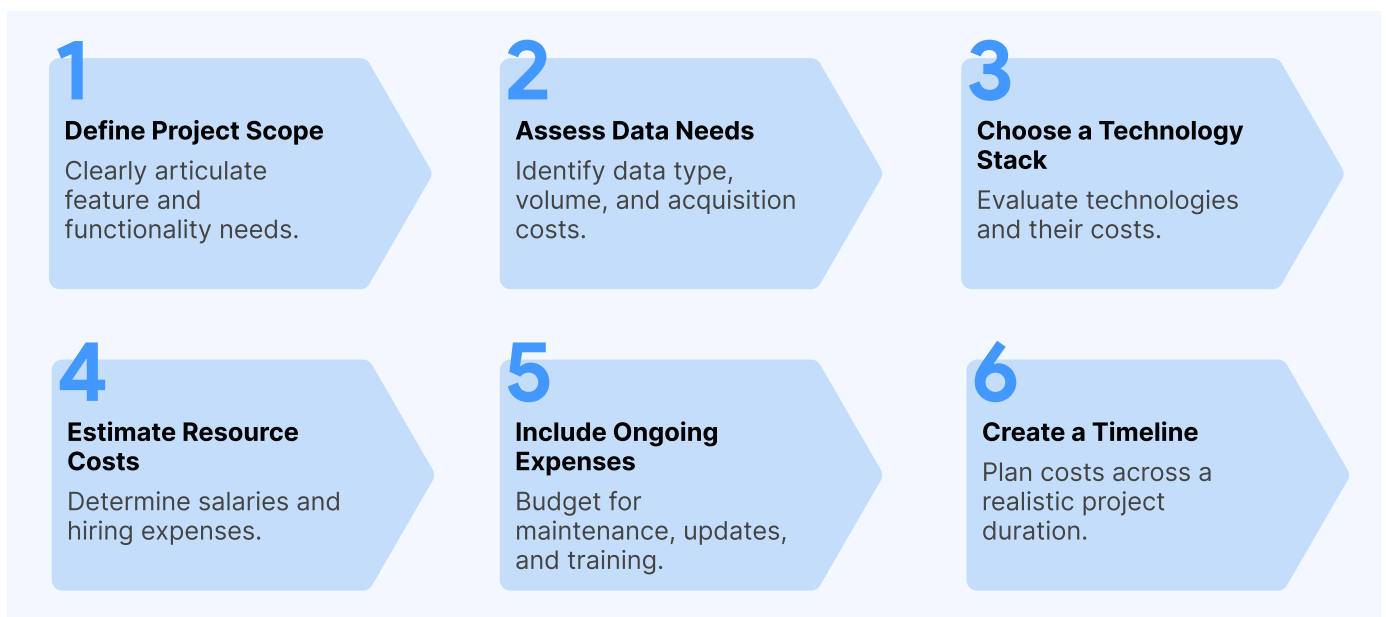 1
Define Project Scope
Clearly articulate
feature and
functionality needs.
2
Assess Data Needs
Identify data type,
volume, and acquisition
costs.
3
Choose a Technology
Stack
Evaluate technologies
and their costs.
4
Estimate Resource
Costs
Determine salaries and
hiring expenses.
5
Include Ongoing
Expenses
Budget for
maintenance, updates,
and training.
6
Create a Timeline
Plan costs across a
realistic project
duration.